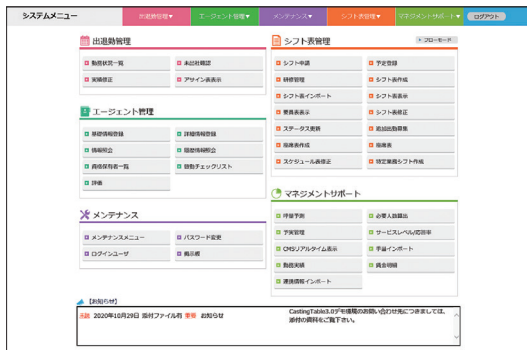 システムメニュー
出退勤管理▼
エージェント管理▼
メンテナンス▼
シフト表管理▼
マネジメントサポート▼
ログアウト
出退勤管理
勤務状況一覧
未出社確認
実績修正
アサイン表表示
エージェント管理
基礎情報登録
詳細情報登録
情報照会
履歴情報照会
資格保有者一覧
勤怠チェックリスト
評価
メンテナンス
メンテナンスメニュー
パスワード変更
ログインユーザ
掲示板
シフト表管理
フローモード
シフト申請
予定登録
研修管理
シフト表作成
シフト表インポート
シフト表表示
要員表表示
シフト表修正
ステータス更新
追加出勤募集
座席表作成
座席表
スケジュール表修正
特定業務シフト作成
マネジメントサポート
呼量予測
必要人員算出
予実管理
サービスレベル/応答率
CMSリアルタイム表示
予届インポート
勤務実績
賃金明細
連携情報インポート
【お知らせ】
未読 2020年10月29日 添付ファイル有 重要 お知らせ
CastingTable3.0デモ環境のお問い合わせ先につきましては、
添付の資料をご覧下さい。